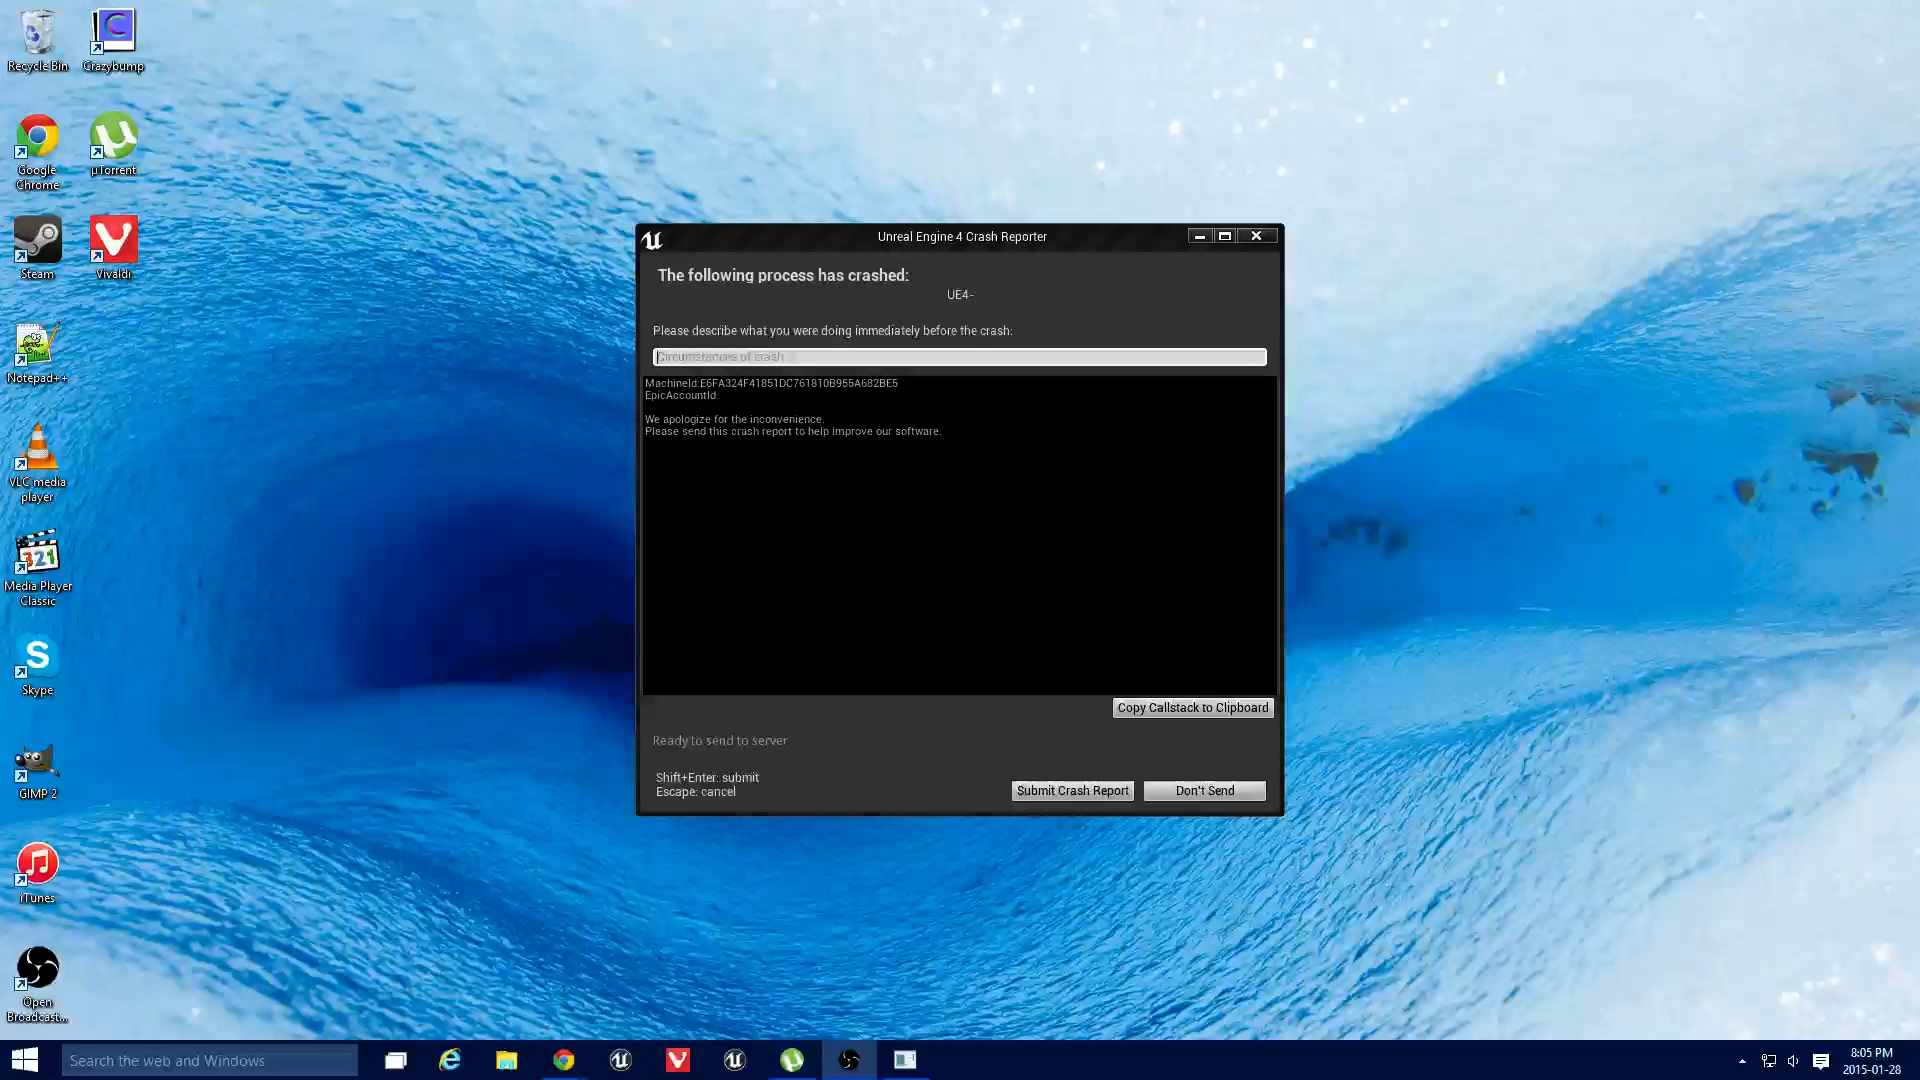 Recycle Bin
Crazybump
Google
Chrome
µTorrent
Steam
Vivaldi
Notepad++
VLC media
player
Media Player
Classic
Skype
GIMP 2
iTunes
Open
Broadcast...
Unreal Engine 4 Crash Reporter
The following process has crashed:
UE4-
Please describe what you were doing immediately before the crash:
Circumstances of crash
MachineId:E6FA324F41851DC761810B955A682BE5
EpicAccountId:
We apologize for the inconvenience.
Please send this crash report to help improve our software.
Copy Callstack to Clipboard
Ready to send to server
Shift+Enter: submit
Escape: cancel
Submit Crash Report
Don't Send
Search the web and Windows
8:05 PM
2015-01-28